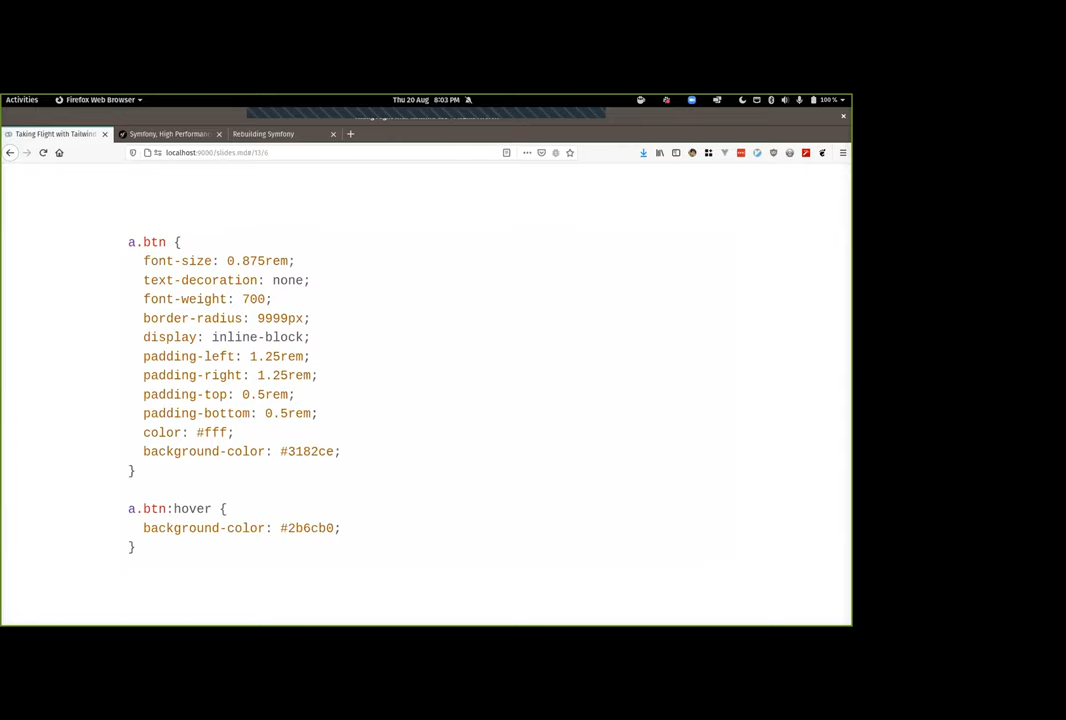 Activities Firefox Web Browser Thu 20 Aug 8:03 PM 100 %
Taking Flight with Tailwind Symfony, High Performanc Rebuilding Symfony
localhost:9000/slides.md#/13/6
a.btn {
font-size: 0.875rem;
text-decoration: none;
font-weight: 700;
border-radius: 9999px;
display: inline-block;
padding-left: 1.25rem;
padding-right: 1.25rem;
padding-top: 0.5rem;
padding-bottom: 0.5rem;
color: #fff;
background-color: #3182ce;
}
a.btn:hover {
background-color: #2b6cb0;
}